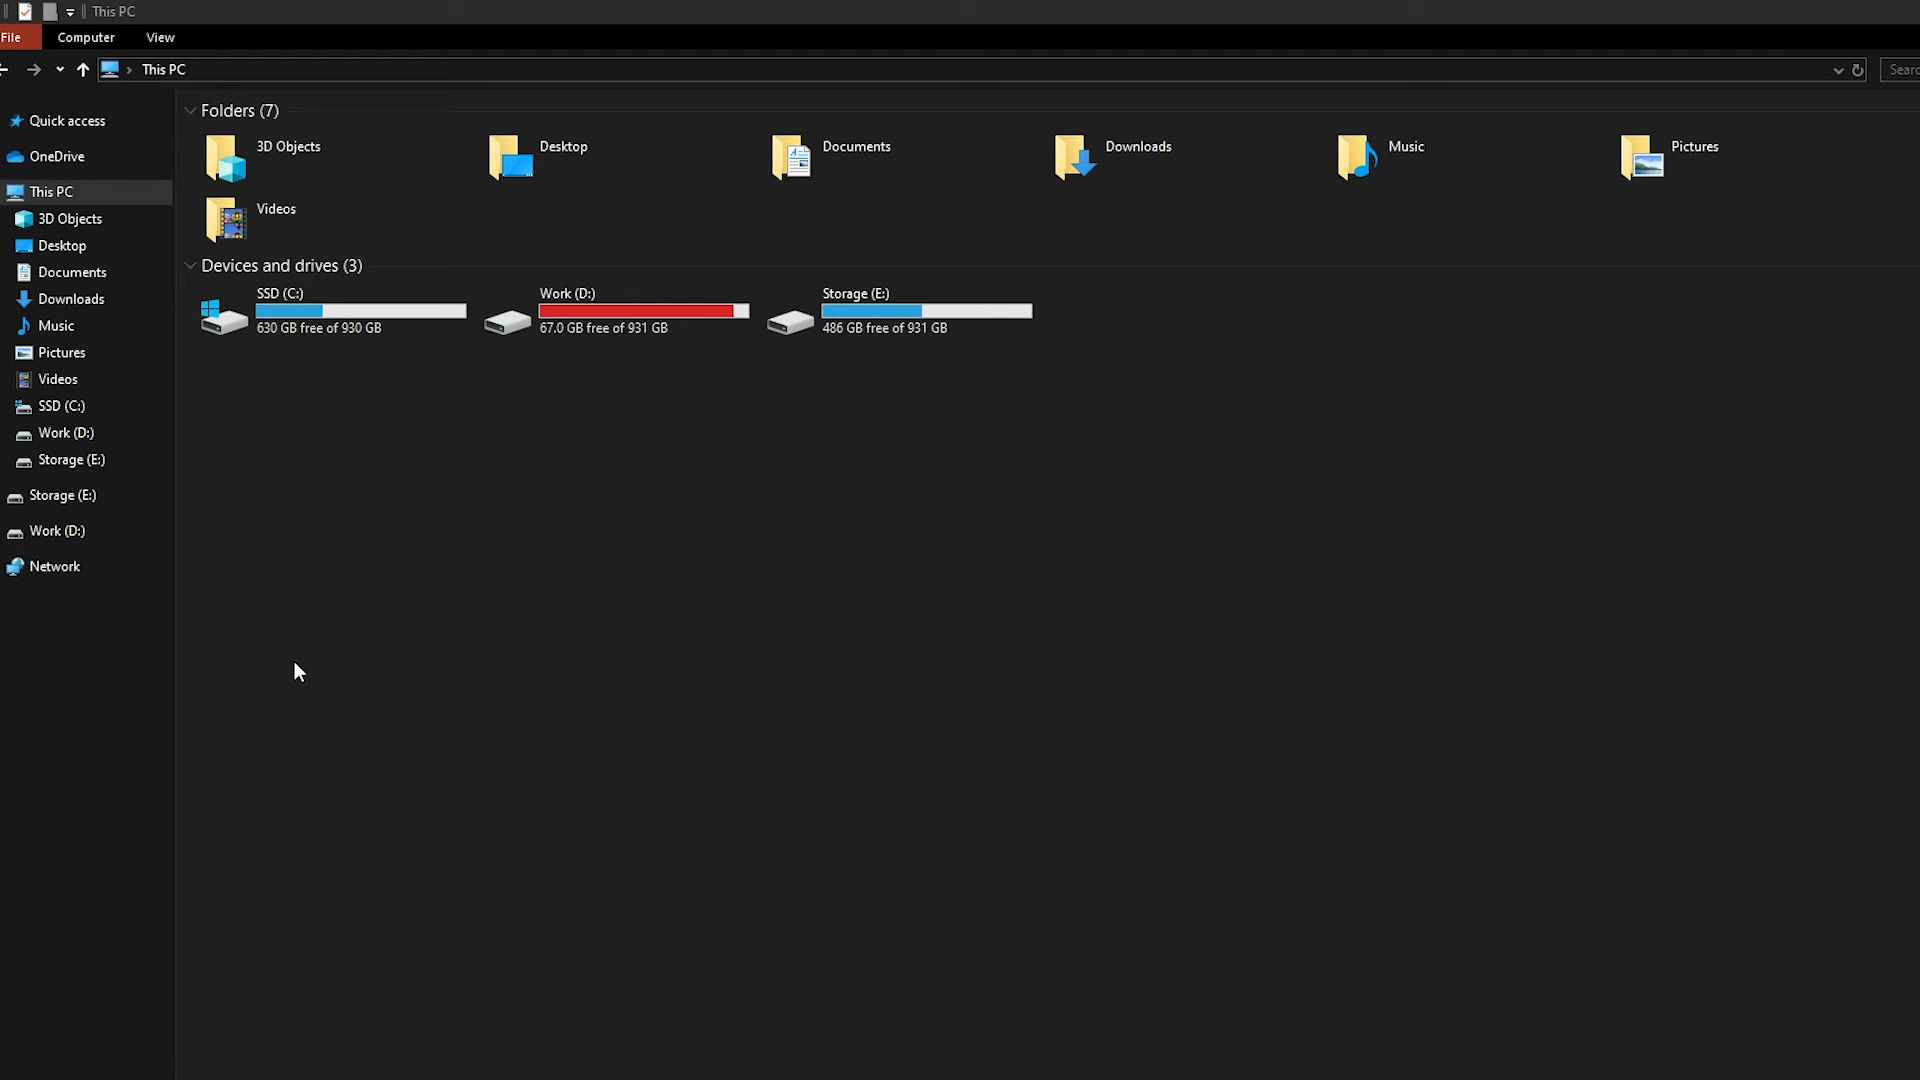 This PC
File Computer View
This PC
Searc
Quick access
OneDrive
This PC
3D Objects
Desktop
Documents
Downloads
Music
Pictures
Videos
SSD (C:)
Work (D:)
Storage (E:)
Storage (E:)
Work (D:)
Network
Folders (7)
3D Objects
Desktop
Documents
Downloads
Music
Pictures
Videos
Devices and drives (3)
SSD (C:)
630 GB free of 930 GB
Work (D:)
67.0 GB free of 931 GB
Storage (E:)
486 GB free of 931 GB